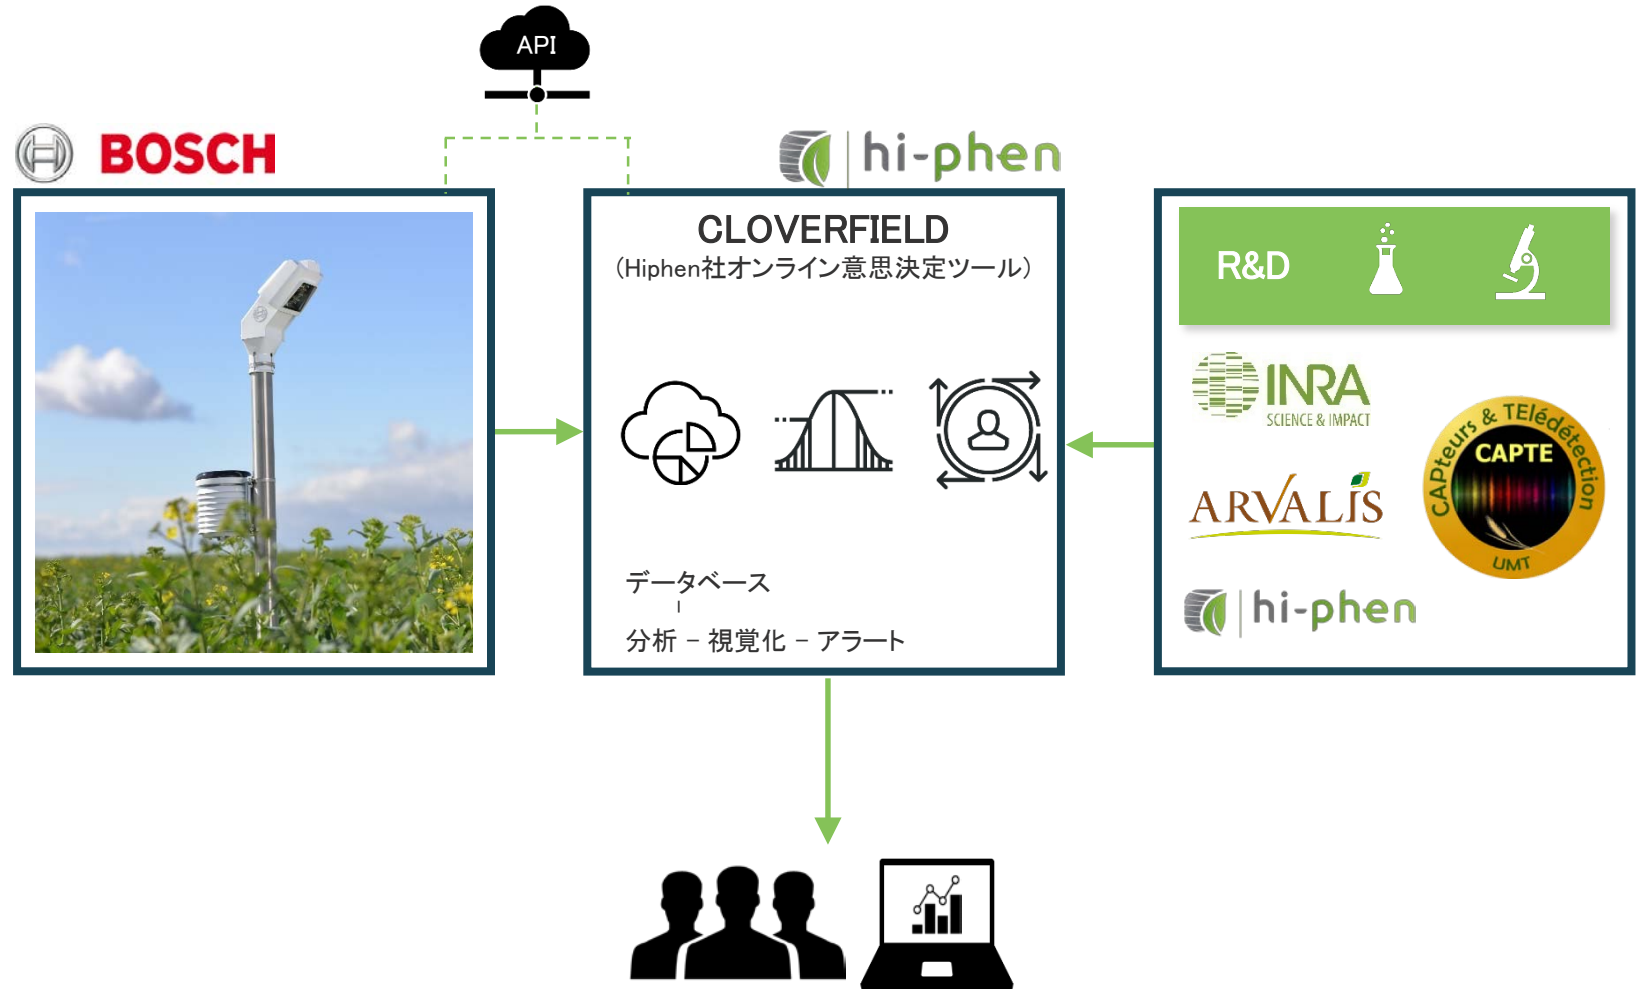 API
BOSCH
hi-phen
CLOVERFIELD
（Hiphen社オンライン意思決定ツール）
データベース
分析 – 視覚化 – アラート
R&D
INRA
SCIENCE & IMPACT
ARVALIS
CAPteurs & TElédétection
CAPTE
UMT
hi-phen